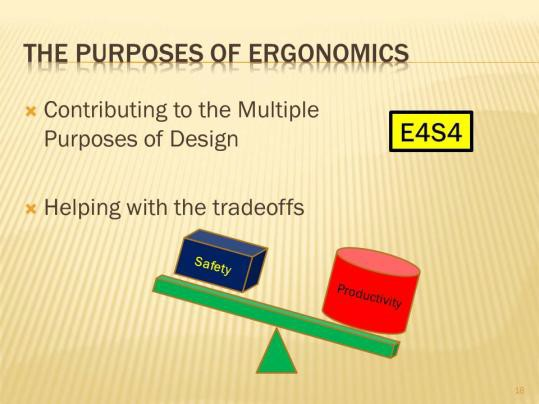 THE PURPOSES OF ERGONOMICS
Contributing to the Multiple
Purposes of Design
E4S4
Helping with the tradeoffs
Safety
Productivity
18